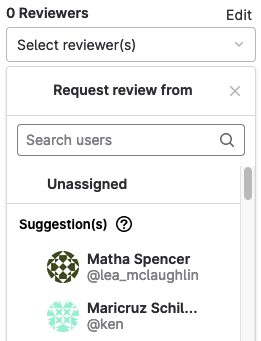 0 Reviewers Edit
Select reviewer(s)
Request review from
Search users
Unassigned
Suggestion(s)
Matha Spencer
@lea_mclaughlin
Maricruz Schil...
@ken